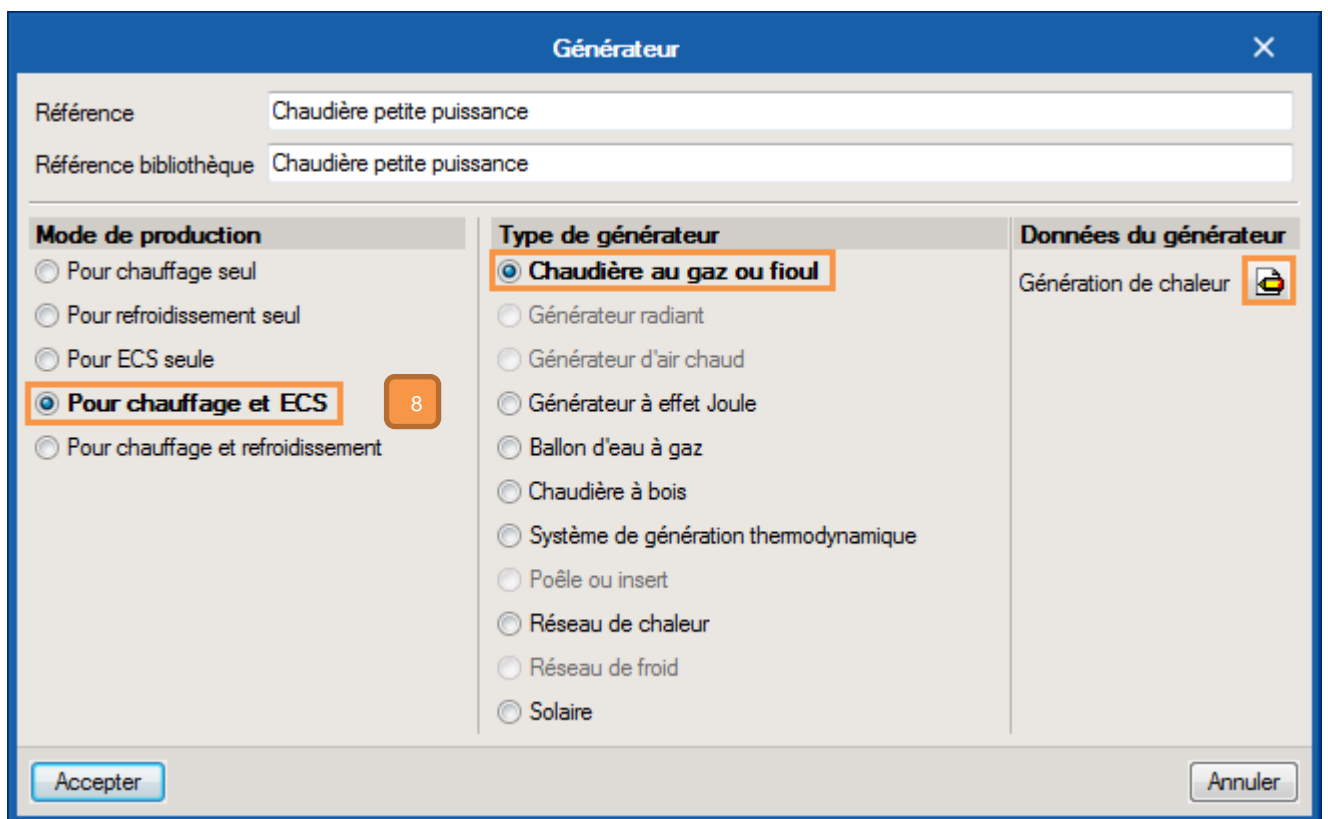 Générateur
Référence Chaudière petite puissance
Référence bibliothèque Chaudière petite puissance
Mode de production
Pour chauffage seul
Pour refroidissement seul
Pour ECS seule
Pour chauffage et ECS
8
Pour chauffage et refroidissement
Type de générateur
Chaudière au gaz ou fioul
Générateur radiant
Générateur d'air chaud
Générateur à effet Joule
Ballon d'eau à gaz
Chaudière à bois
Système de génération thermodynamique
Poêle ou insert
Réseau de chaleur
Réseau de froid
Solaire
Données du générateur
Génération de chaleur
Accepter
Annuler